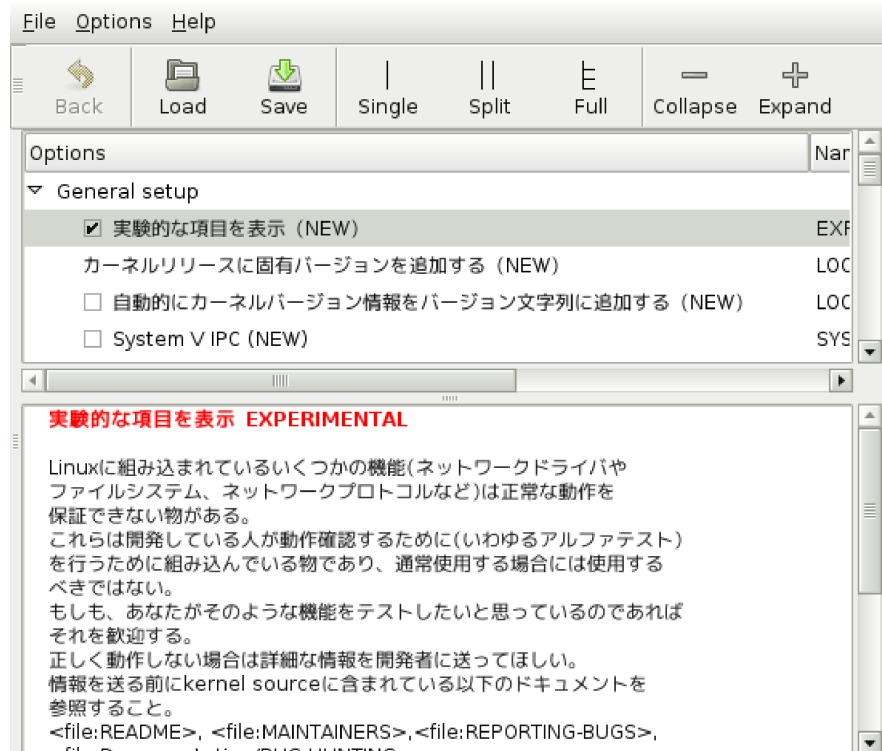 File Options Help
Back Load Save Single Split Full Collapse Expand
Options
General setup
実験的な項目を表示 (NEW)
カーネルリリースに固有バージョンを追加する (NEW) LOC
自動的にカーネルバージョン情報をバージョン文字列に追加する (NEW) LOC
System V IPC (NEW) SYS
実験的な項目を表示 EXPERIMENTAL
Linuxに組み込まれているいくつかの機能(ネットワークドライバや
ファイルシステム、ネットワークプロトコルなど)は正常な動作を
保証できない物がある。
これらは開発している人が動作確認するために(いわゆるアルファテスト)
を行うために組み込んでいる物であり、通常使用する場合には使用する
べきではない。
もしも、あなたがそのような機能をテストしたいと思っているのであれば
それを歓迎する。
正しく動作しない場合は詳細な情報を開発者に送ってほしい。
情報を送る前にkernel sourceに含まれている以下のドキュメントを
参照すること。
<file:README>, <file:MAINTAINERS>,<file:REPORTING-BUGS>,